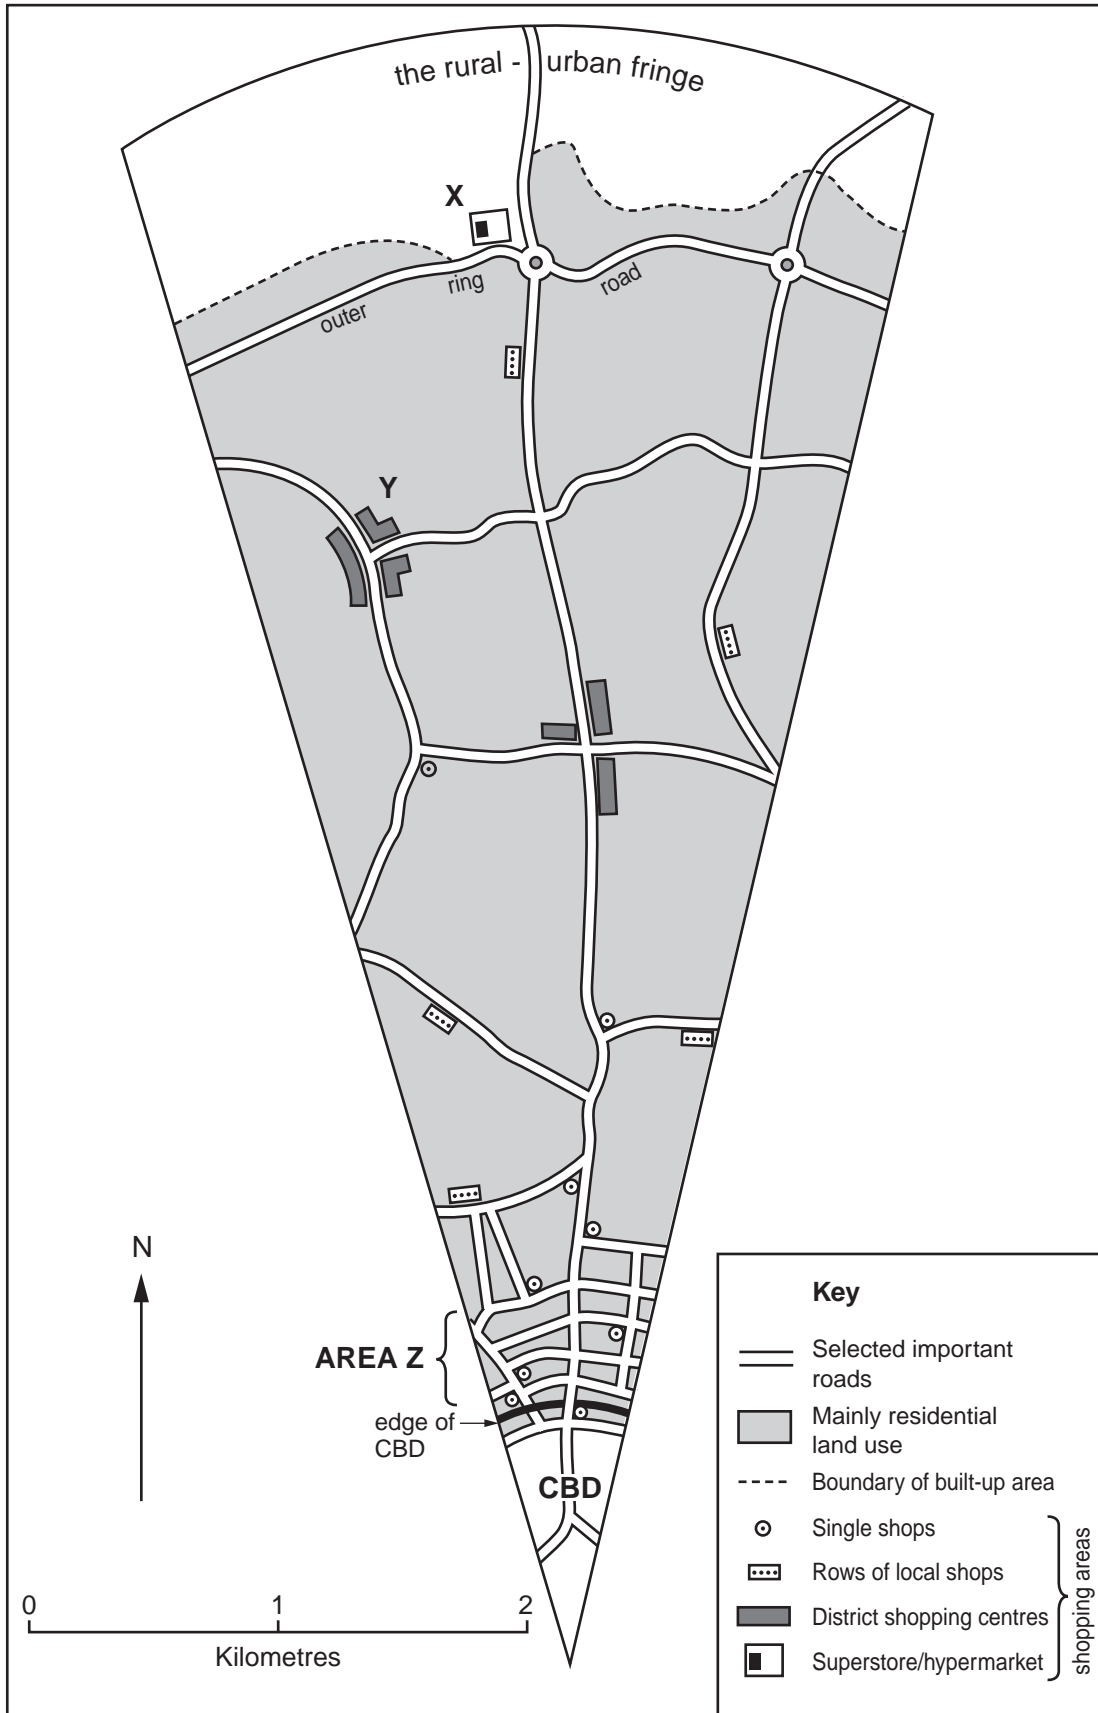 the rural - urban fringe
X
outer ring road
Y
N
AREA Z
edge of
CBD
CBD
0 1 2
Kilometres
Key
Selected important
roads
Mainly residential
land use
Boundary of built-up area
Single shops
Rows of local shops
District shopping centres
Superstore/hypermarket
shopping areas